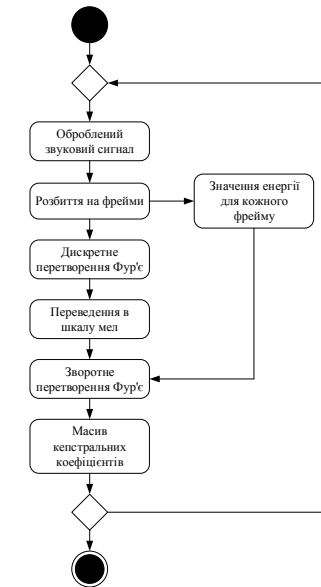 Оброблений
звуковий сигнал
Розбиття на фрейми
Значення енергії
для кожного
фрейму
Дискретне
перетворення Фур'є
Переведення в
шкалу мел
Зворотне
перетворення Фур'є
Масив
кепстральних
коефіцієнтів